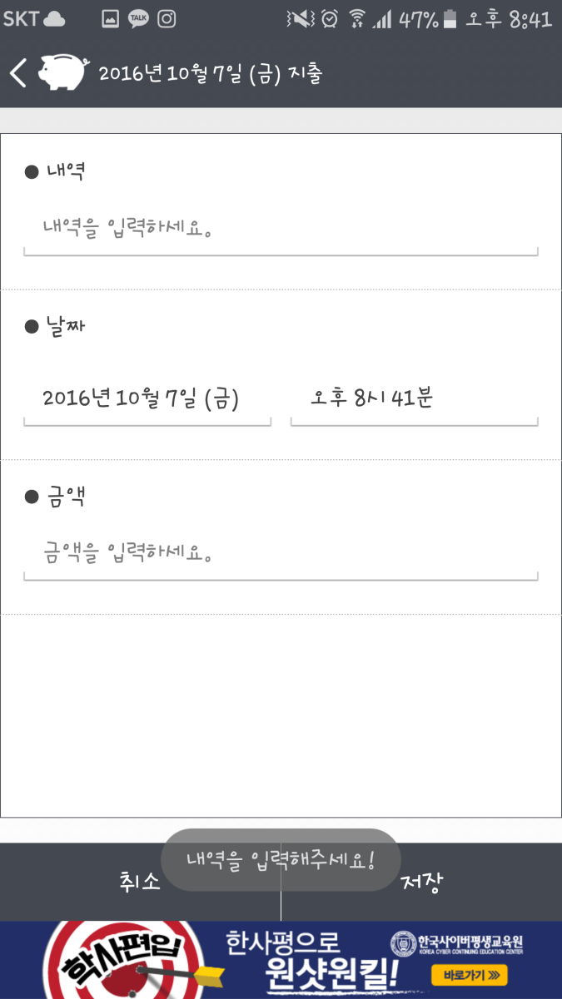 SKT TALK 47% 오후 8:41
2016년 10월 7일 (금) 지출
내역
내역을 입력하세요.
날짜
2016년 10월 7일 (금) 오후 8시 41분
금액
금액을 입력하세요.
내역을 입력해주세요!
취소 저장
학사편입
한사평으로
원샷원킬!
한국사이버평생교육원
KOREA CYBER CONTINUING EDUCATION CENTER
바로가기 >>>